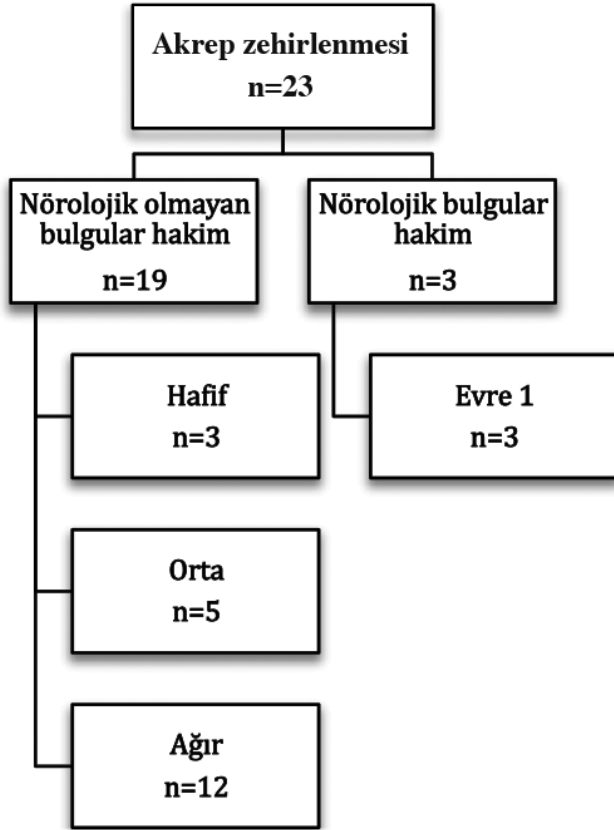 Akrep zehirlenmesi
n=23
Nörolojik olmayan
bulgular hakim
n=19
Nörolojik bulgular
hakim
n=3
Hafif
n=3
Evre 1
n=3
Orta
n=5
Ağır
n=12